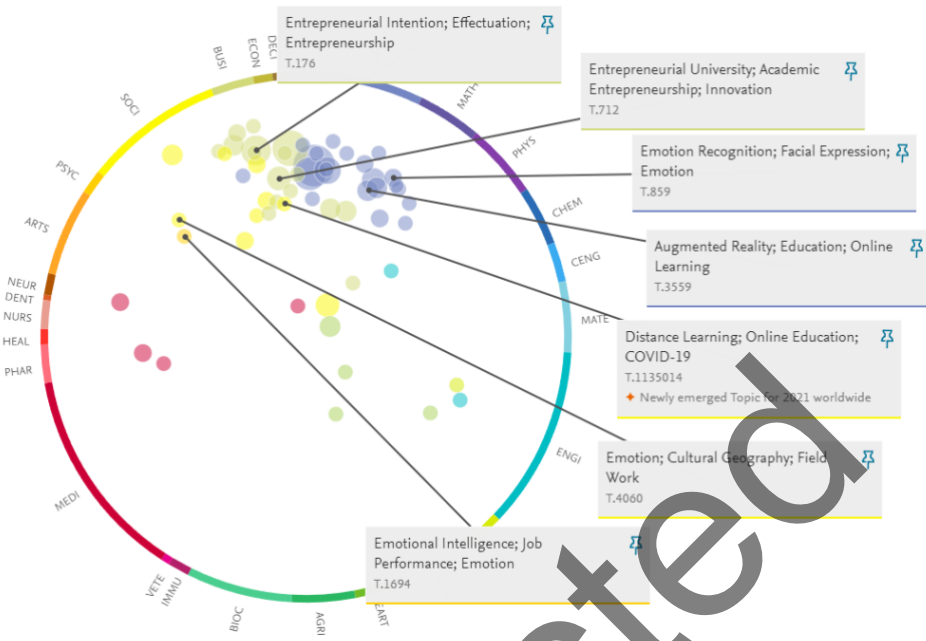 Entrepreneurial Intention; Effectuation;
Entrepreneurship
T.176
Entrepreneurial University; Academic
Entrepreneurship; Innovation
T.712
Emotion Recognition; Facial Expression;
Emotion
T.859
Augmented Reality; Education; Online
Learning
T.3559
Distance Learning; Online Education;
COVID-19
T.1135014
Newly emerged Topic for 2021 worldwide
Emotion; Cultural Geography; Field
Work
T.4060
Emotional Intelligence; Job
Performance; Emotion
T.1694
DECI
ECON
BUSI
SOCI
PSYC
ARTS
NEUR
DENT
NURS
HEAL
PHAR
MEDI
VETE
IMMU
BIOC
AGRI
EART
ENGI
MATE
CENG
CHEM
PHYS
MATH